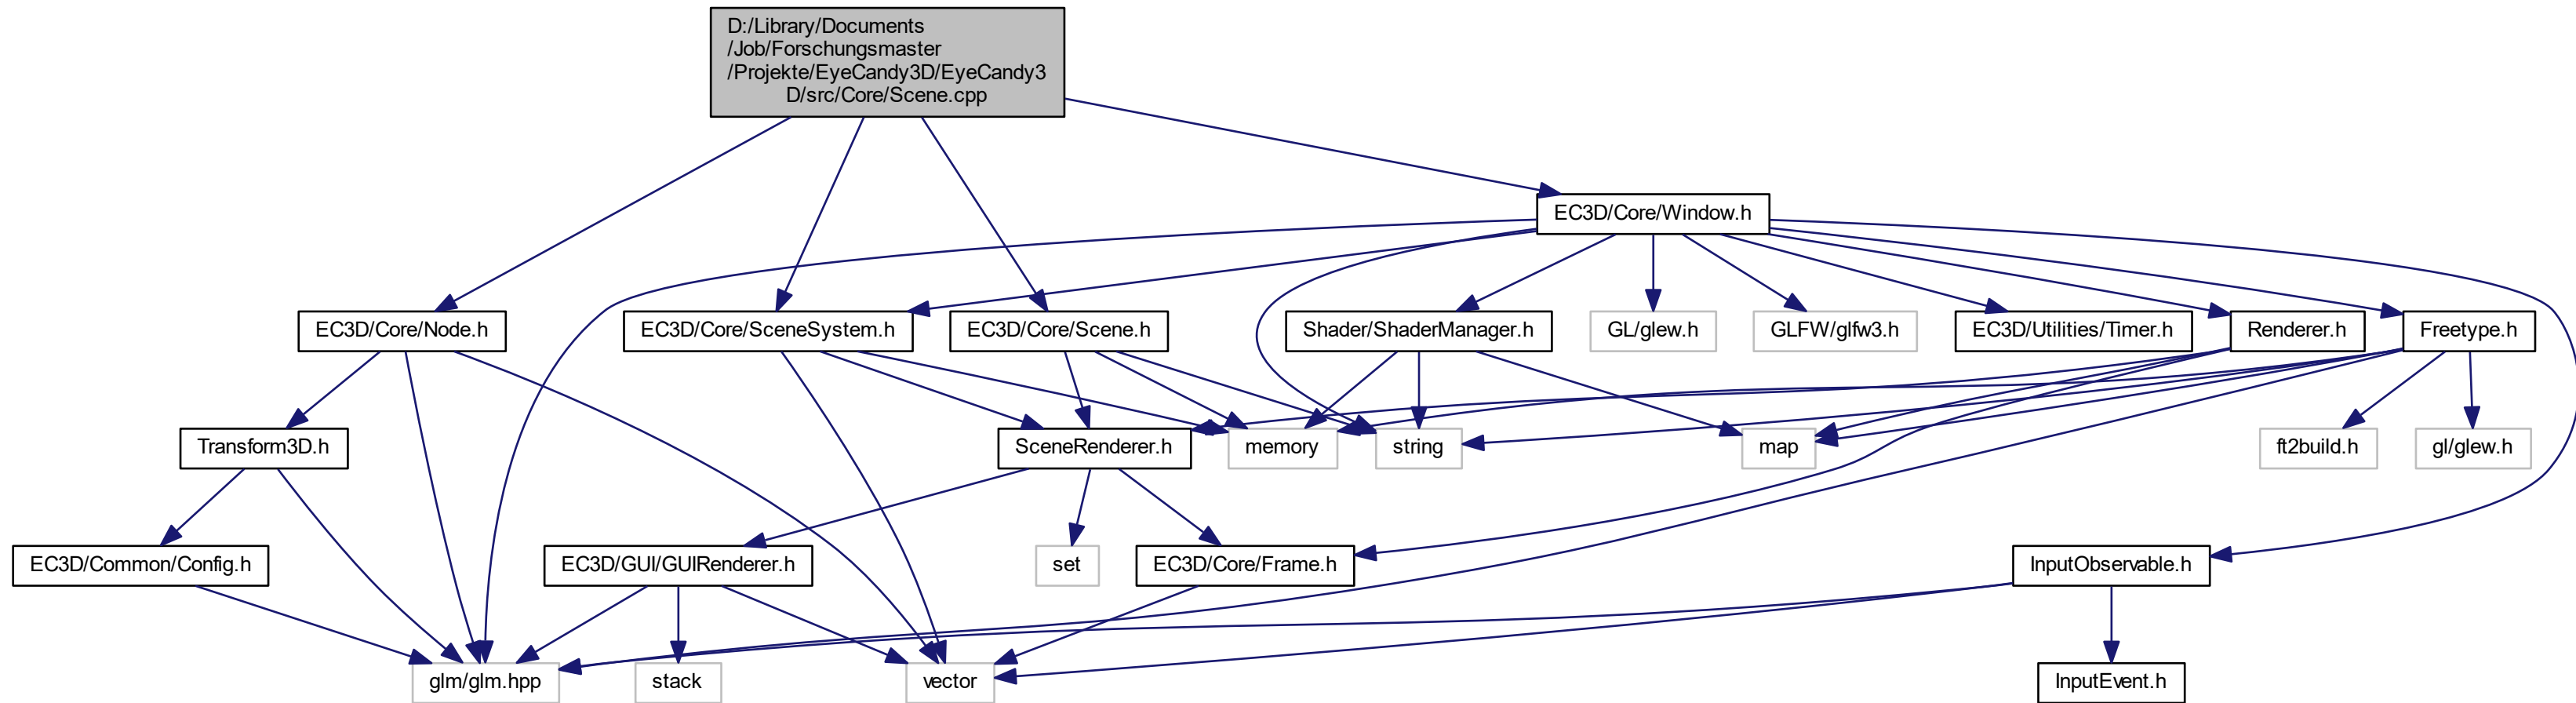 D:/Library/Documents
/Job/Forschungsmaster
/Projekte/EyeCandy3D/EyeCandy3
D/src/Core/Scene.cpp
EC3D/Core/Window.h
EC3D/Core/Node.h
EC3D/Core/SceneSystem.h
EC3D/Core/Scene.h
Shader/ShaderManager.h
GL/glew.h
GLFW/glfw3.h
EC3D/Utilities/Timer.h
Renderer.h
Freetype.h
Transform3D.h
SceneRenderer.h
memory
string
map
ft2build.h
gl/glew.h
EC3D/Common/Config.h
EC3D/GUI/GUIRenderer.h
set
EC3D/Core/Frame.h
InputObservable.h
glm/glm.hpp
stack
vector
InputEvent.h